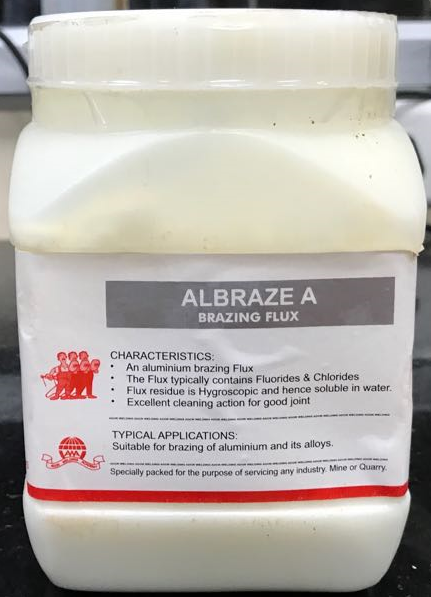 ALBRAZE A
BRAZING FLUX
CHARACTERISTICS:
• An aluminium brazing Flux
• The Flux typically contains Fluorides & Chlorides
• Flux residue is Hygroscopic and hence soluble in water.
• Excellent cleaning action for good joint
TYPICAL APPLICATIONS:
Suitable for brazing of aluminium and its alloys.
Specially packed for the purpose of servicing any industry. Mine or Quarry.